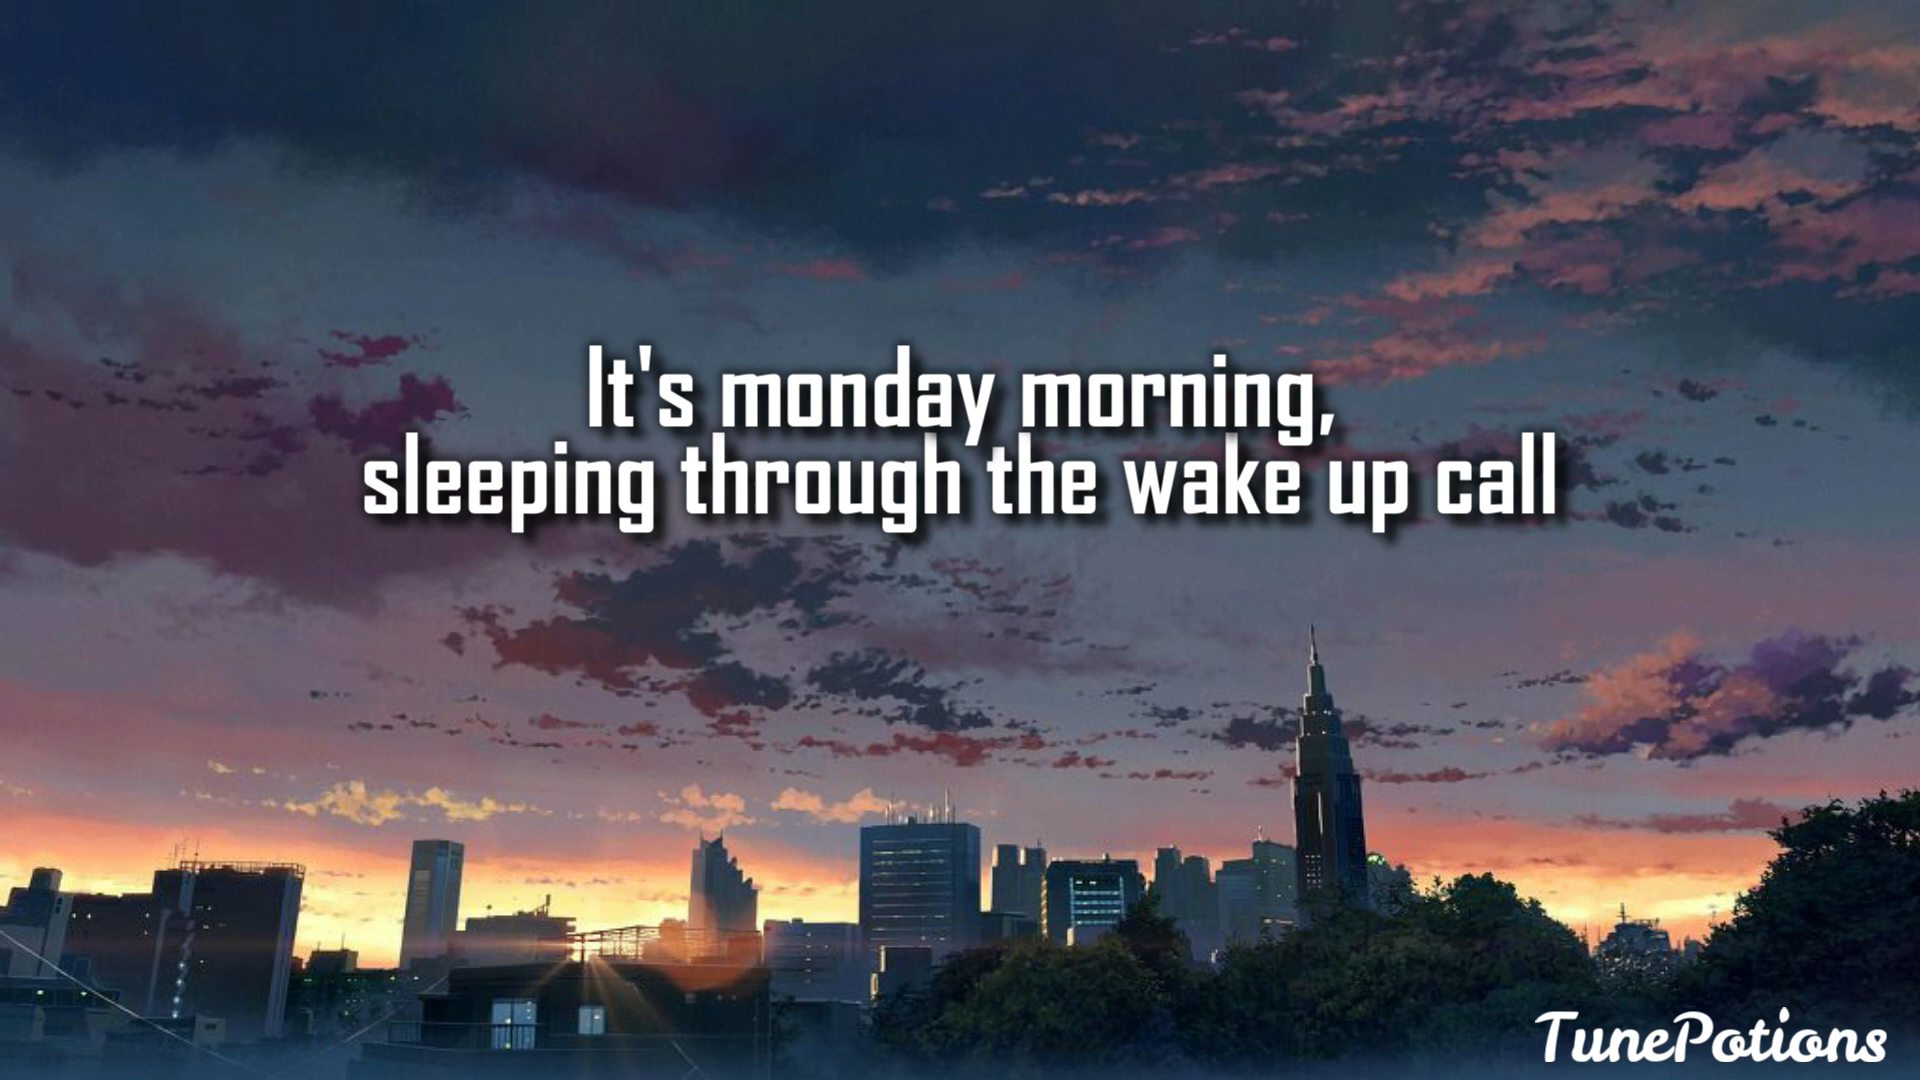 It's monday morning,
sleeping through the wake up call
TunePotions